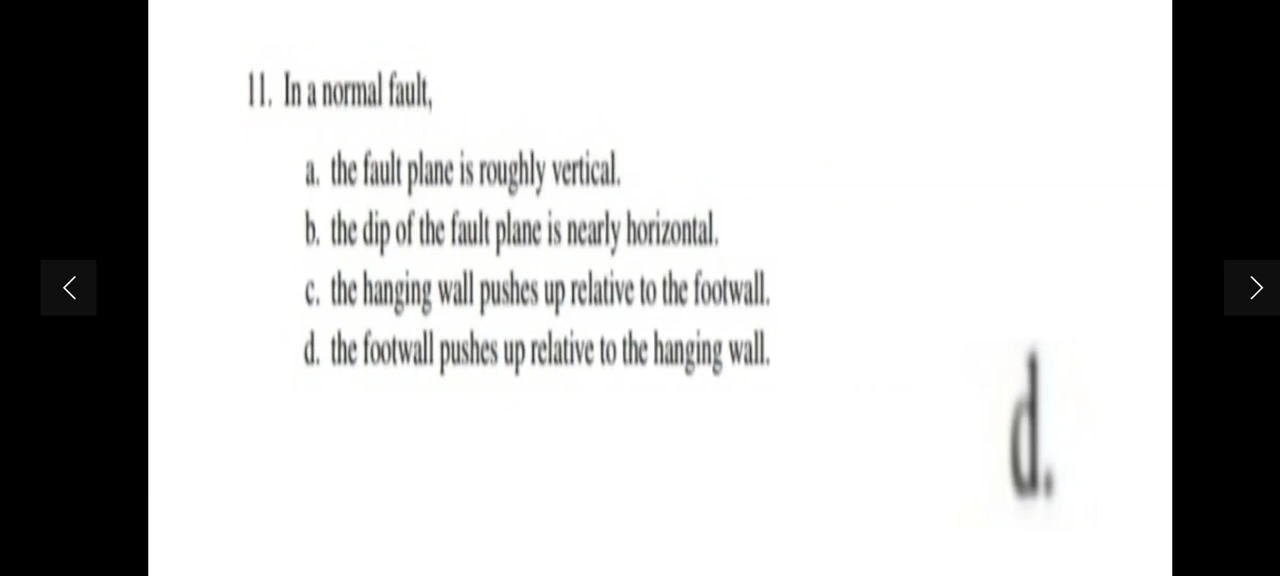 11. In a normal fault,
a. the fault plane is roughly vertical.
b. the dip of the fault plane is nearly horizontal.
c. the hanging wall pushes up relative to the footwall.
d. the footwall pushes up relative to the hanging wall.
d.